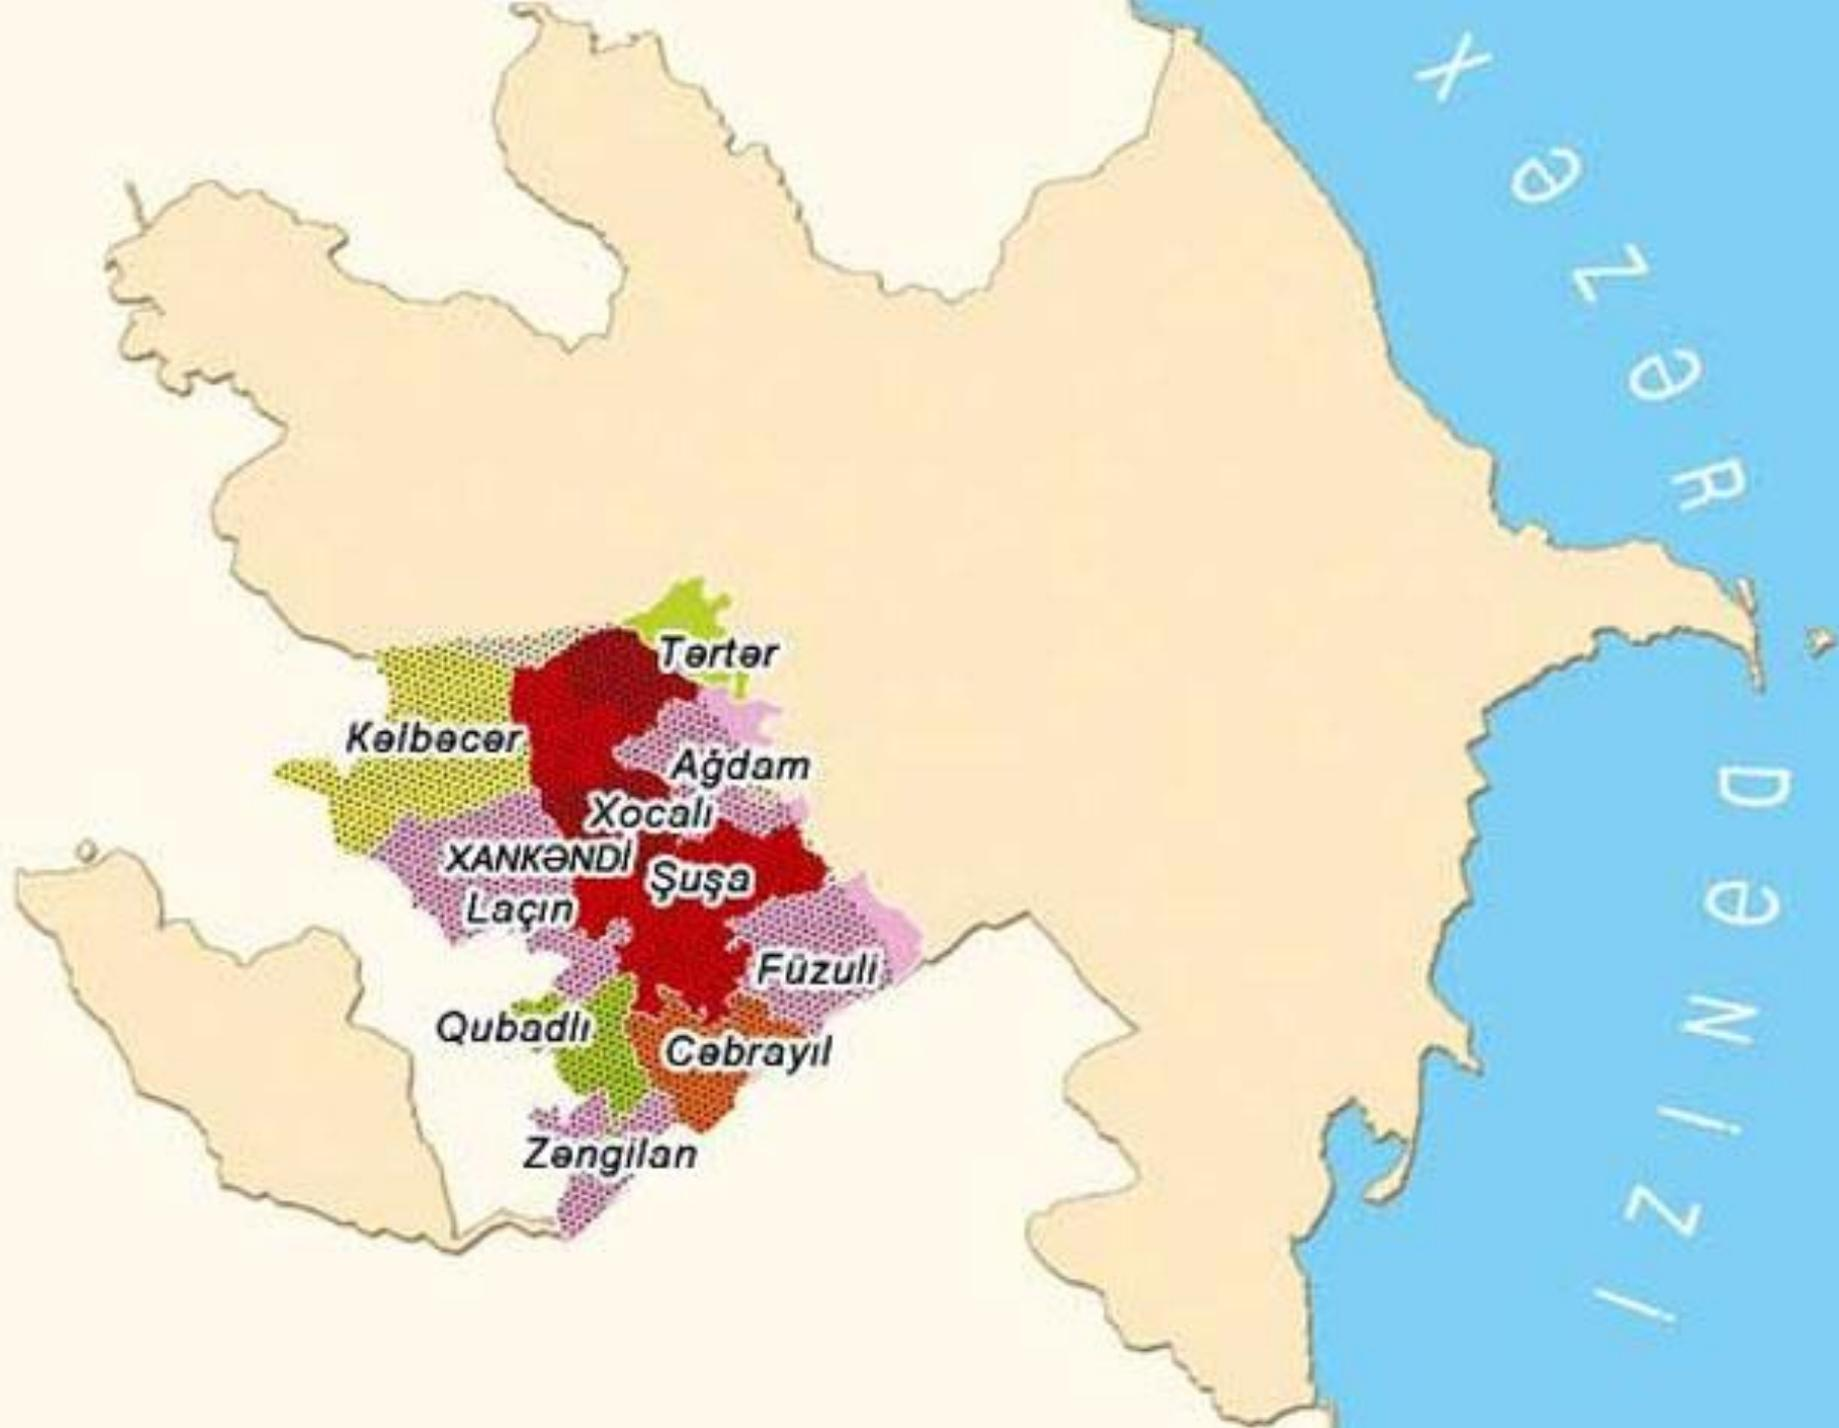 XƏZƏR DƏNİZİ
Tərtər
Kəlbəcər
Ağdam
Xocalı
XANKƏNDİ
Şuşa
Laçın
Füzuli
Qubadlı
Cəbrayıl
Zəngilan